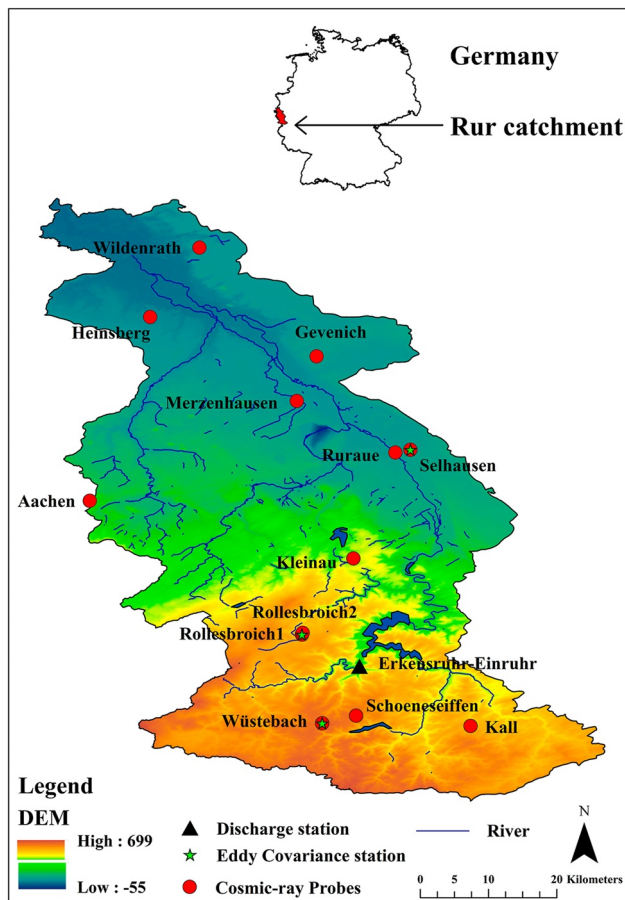 Germany
Rur catchment
Wildenrath
Heinsberg
Gevenich
Merzenhausen
Ruraue
Selhausen
Aachen
Kleinau
Rollesbroich2
Rollesbroich1
Erkensruhr-Einruhr
Schoeneseiffen
Wüstebach
Kall
Legend
DEM
High : 699
Low : -55
Discharge station
Eddy Covariance station
Cosmic-ray Probes
River
N
20 Kilometers
0 5 10